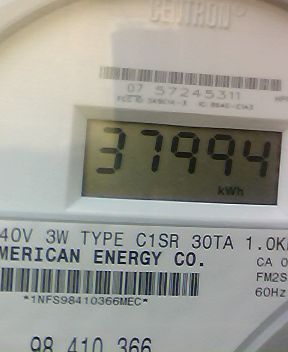 CENTRON®
07 57245311
37994
kWh
40V 3W TYPE C1SR 30TA 1.0K
MERICAN ENERGY CO.
CA 0
FM2S
60Hz
*1NFS98410366MEC*
98 410 366